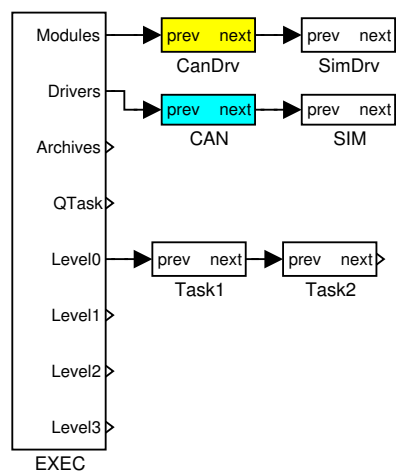 Modules
prev next
prev next
CanDrv
SimDrv
Drivers
prev next
prev next
CAN
SIM
Archives
QTask
Level0
prev next
prev next
Task1
Task2
Level1
Level2
Level3
EXEC